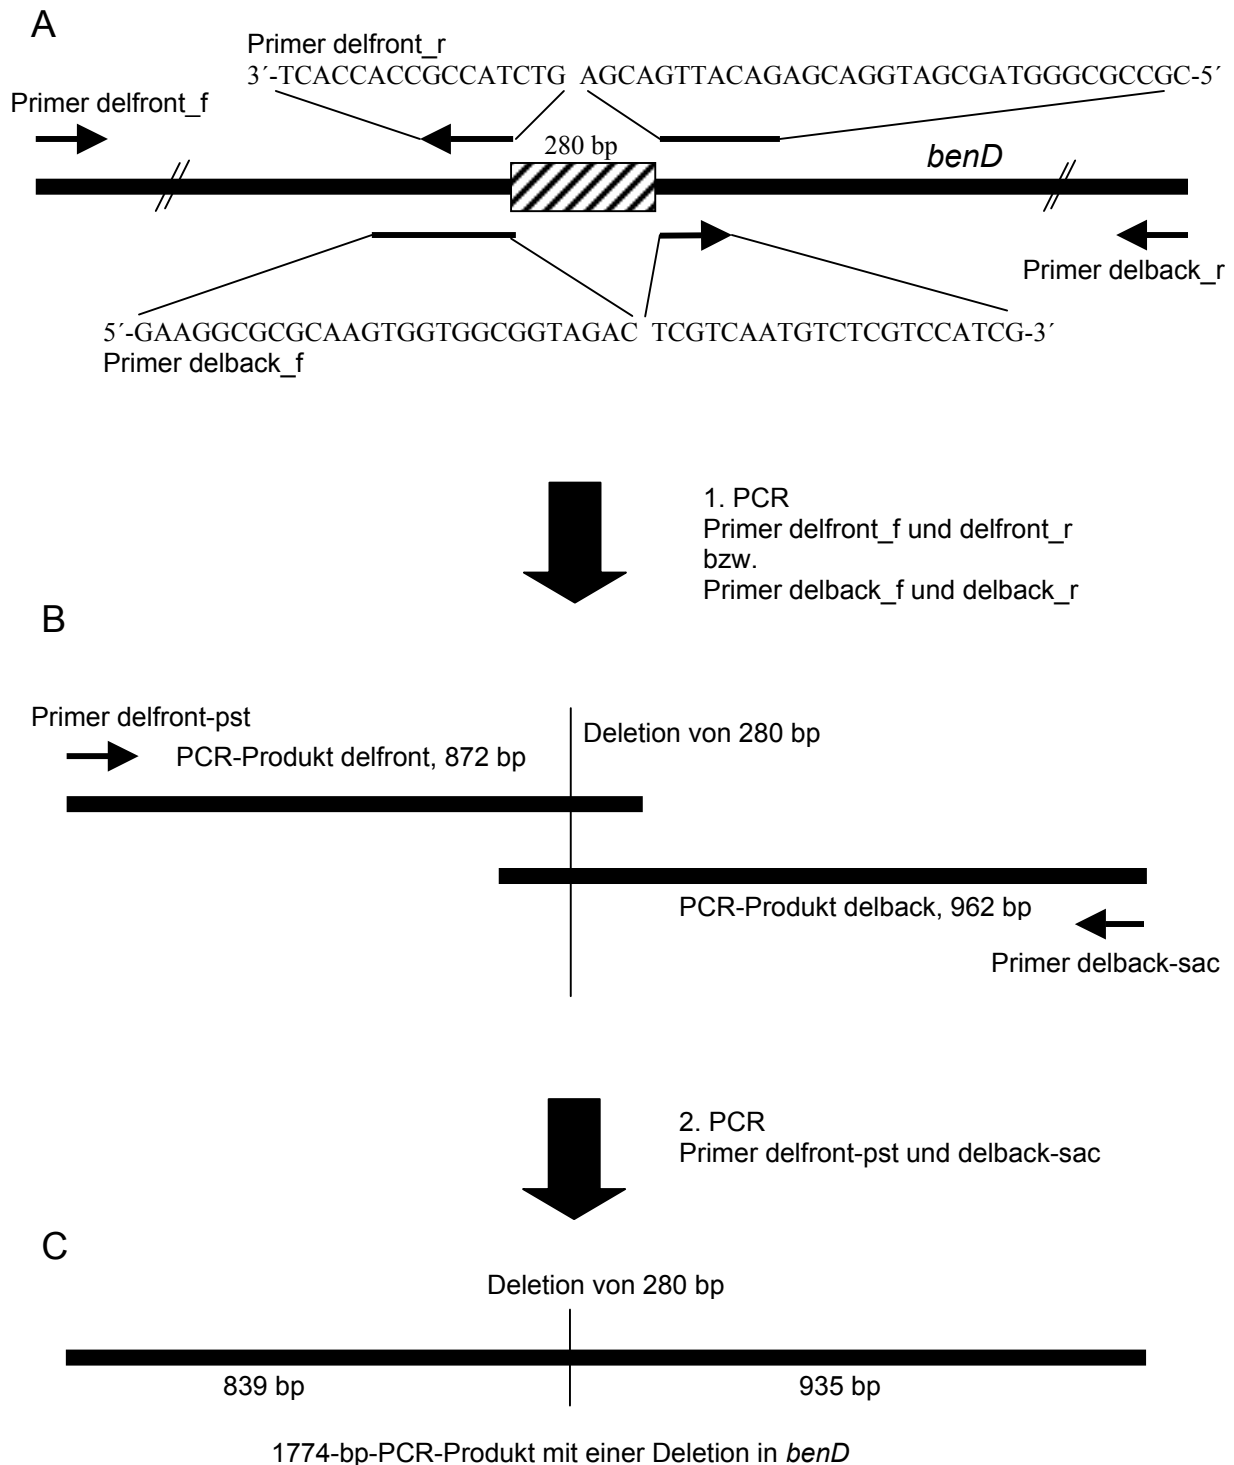 A
Primer delfront_r
3´-TCACCACCGCCATCTG AGCAGTTACAGAGCAGGTAGCGATGGGCGCCGC-5´
Primer delfront_f
280 bp
benD
Primer delback_r
5´-GAAGGCGCGCAAGTGGTGGCGGTAGAC TCGTCAATGTCTCGTCCATCG-3´
Primer delback_f
1. PCR
Primer delfront_f und delfront_r
bzw.
Primer delback_f und delback_r
B
Primer delfront-pst
Deletion von 280 bp
PCR-Produkt delfront, 872 bp
PCR-Produkt delback, 962 bp
Primer delback-sac
2. PCR
Primer delfront-pst und delback-sac
C
Deletion von 280 bp
839 bp
935 bp
1774-bp-PCR-Produkt mit einer Deletion in benD